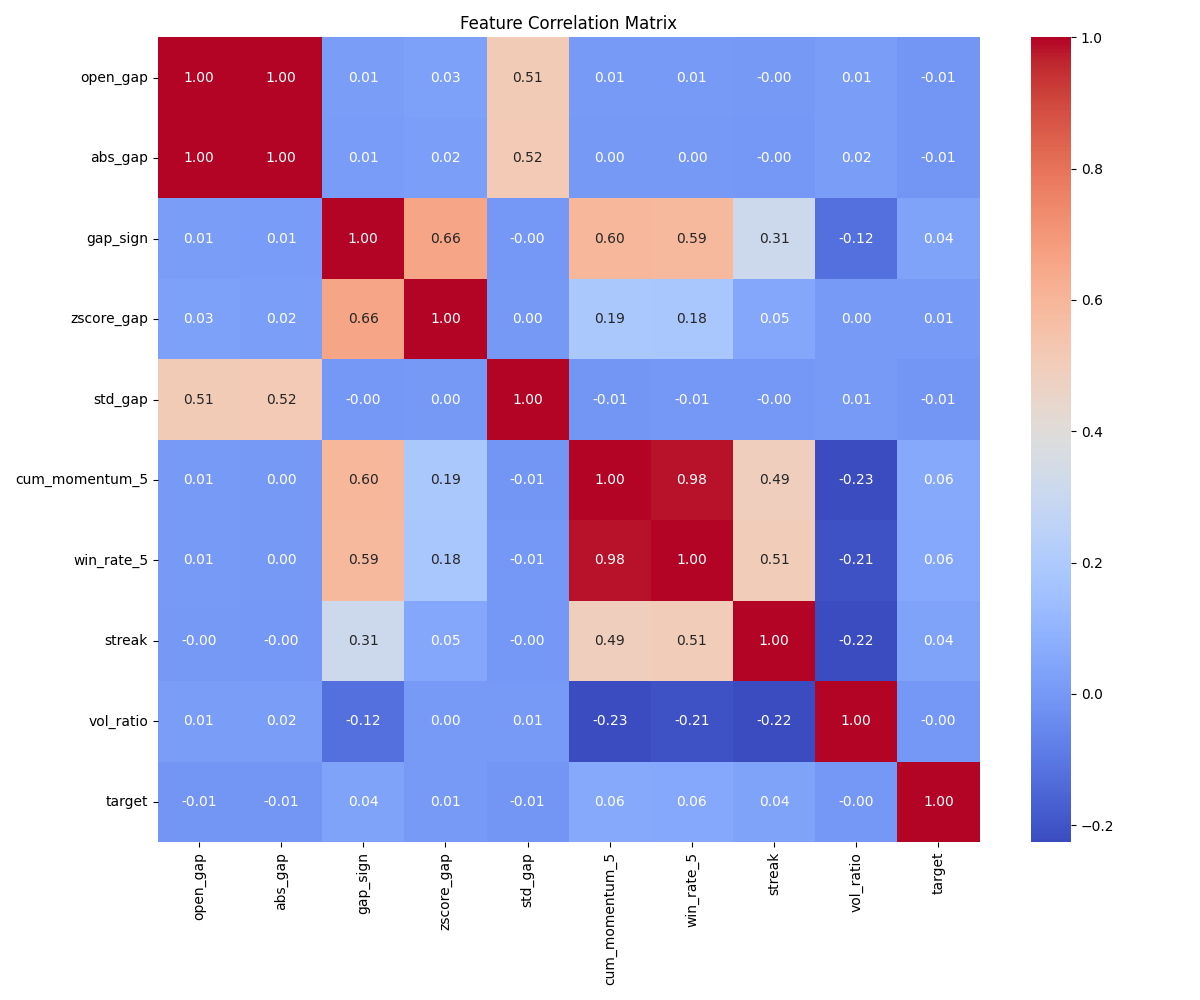 Feature Correlation Matrix
open_gap 1.00 1.00 0.01 0.03 0.51 0.01 0.01 -0.00 0.01 -0.01
abs_gap 1.00 1.00 0.01 0.02 0.52 0.00 0.00 -0.00 0.02 -0.01
gap_sign 0.01 0.01 1.00 0.66 -0.00 0.60 0.59 0.31 -0.12 0.04
zscore_gap 0.03 0.02 0.66 1.00 0.00 0.19 0.18 0.05 0.00 0.01
std_gap 0.51 0.52 -0.00 0.00 1.00 -0.01 -0.01 -0.00 0.01 -0.01
cum_momentum_5 0.01 0.00 0.60 0.19 -0.01 1.00 0.98 0.49 -0.23 0.06
win_rate_5 0.01 0.00 0.59 0.18 -0.01 0.98 1.00 0.51 -0.21 0.06
streak -0.00 -0.00 0.31 0.05 -0.00 0.49 0.51 1.00 -0.22 0.04
vol_ratio 0.01 0.02 -0.12 0.00 0.01 -0.23 -0.21 -0.22 1.00 -0.00
target -0.01 -0.01 0.04 0.01 -0.01 0.06 0.06 0.04 -0.00 1.00
open_gap
abs_gap
gap_sign
zscore_gap
std_gap
cum_momentum_5
win_rate_5
streak
vol_ratio
target
1.0
0.8
0.6
0.4
0.2
0.0
−0.2